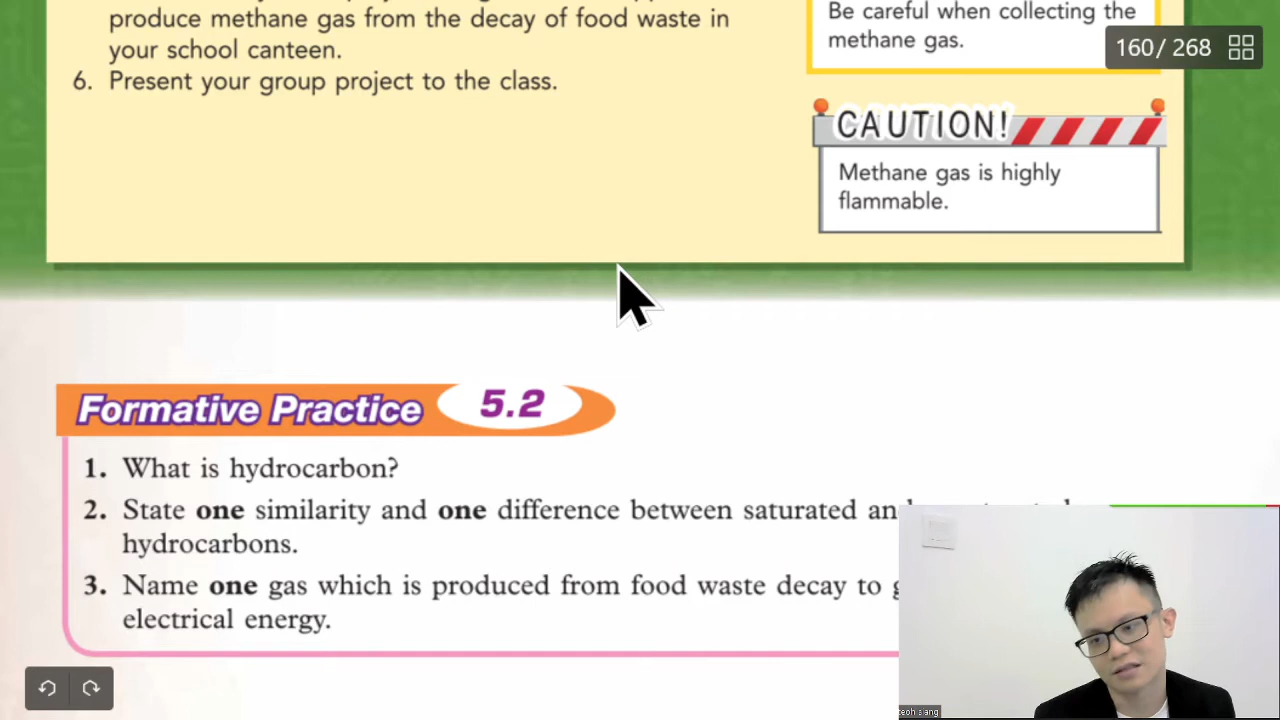 produce methane gas from the decay of food waste in
your school canteen.
6. Present your group project to the class.
Be careful when collecting the
methane gas.
160 / 268
CAUTION!
Methane gas is highly
flammable.
Formative Practice 5.2
1. What is hydrocarbon?
2. State one similarity and one difference between saturated
hydrocarbons.
3. Name one gas which is produced from food waste decay to
electrical energy.